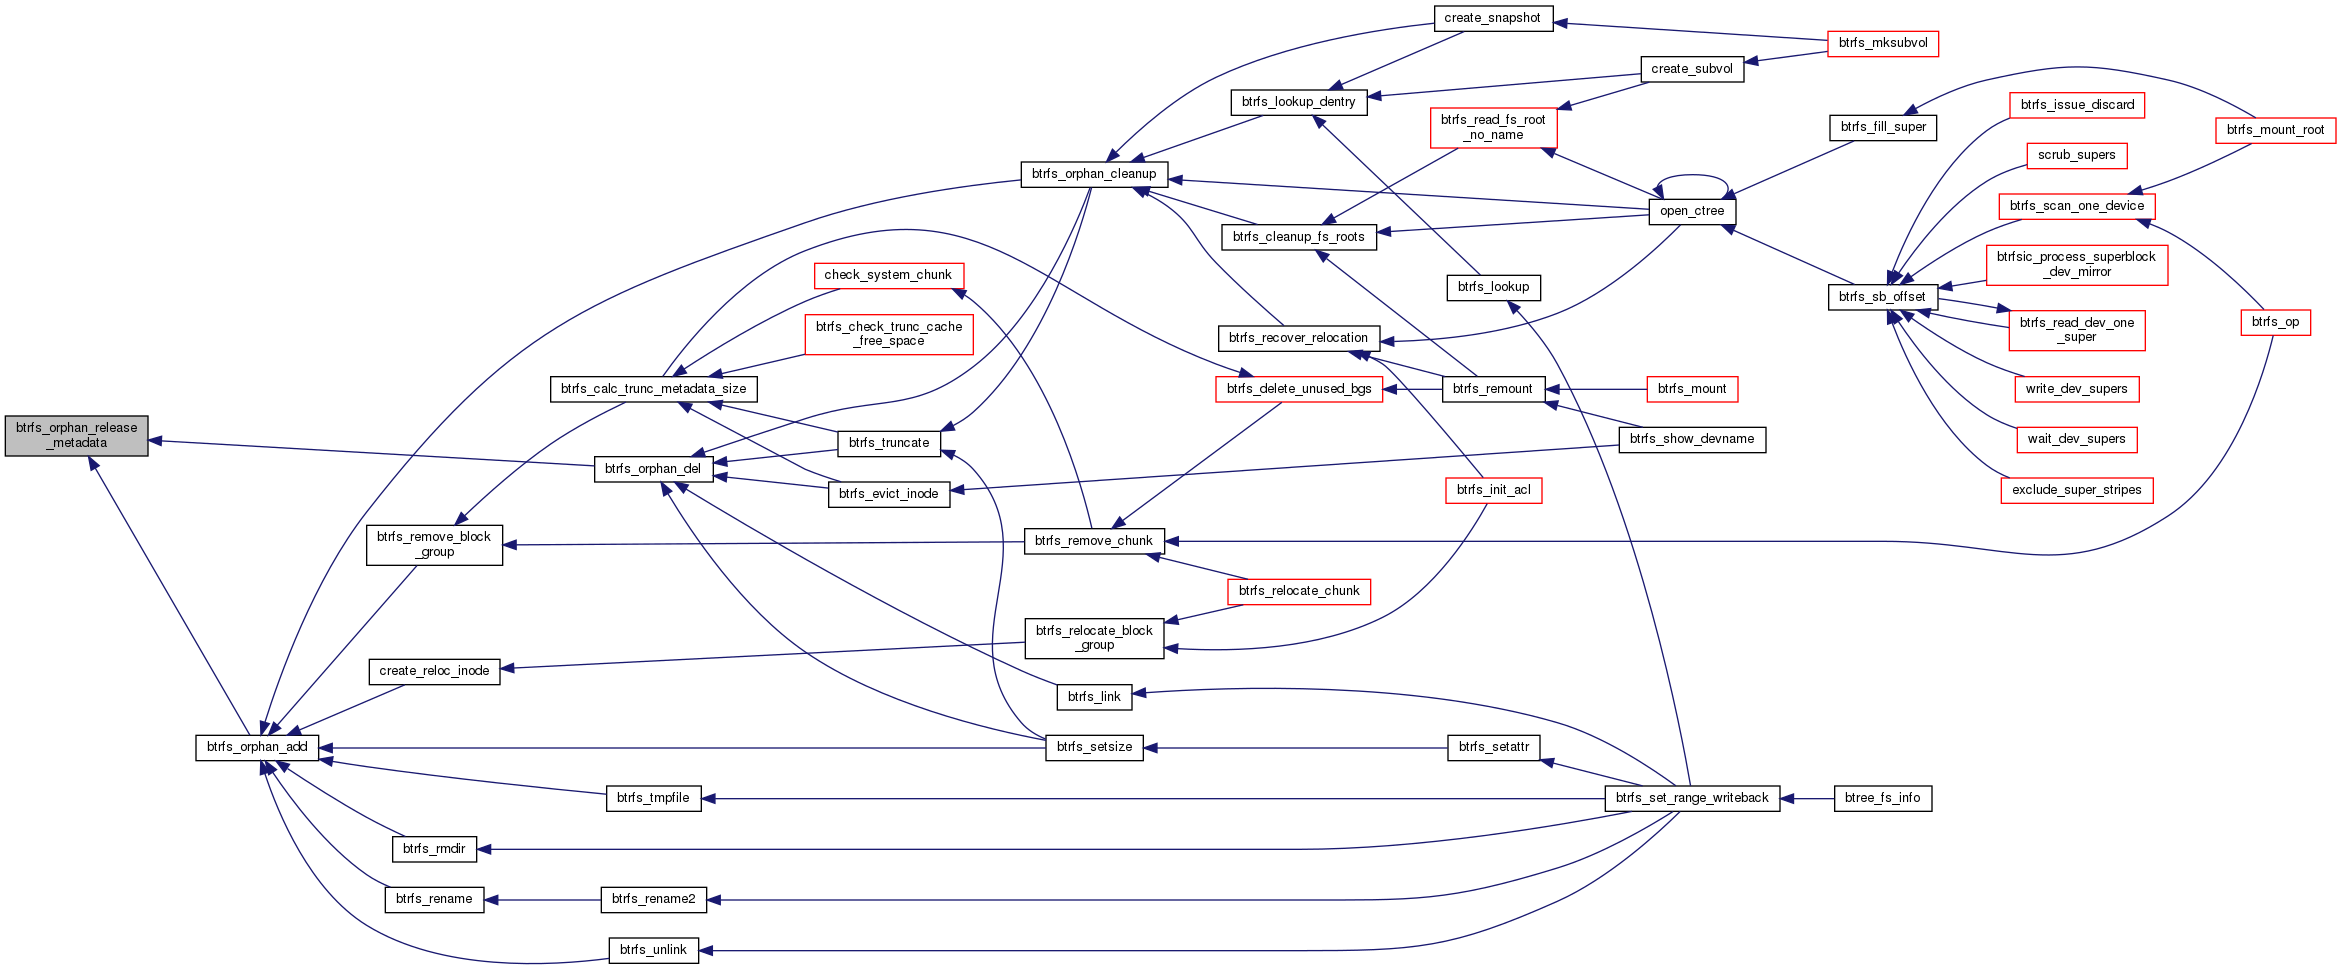 create_snapshot
btrfs_mksubvol
create_subvol
btrfs_lookup_dentry
btrfs_issue_discard
btrfs_read_fs_root
_no_name
btrfs_fill_super
btrfs_mount_root
scrub_supers
btrfs_orphan_cleanup
btrfs_scan_one_device
open_ctree
btrfs_cleanup_fs_roots
btrfsic_process_superblock
_dev_mirror
check_system_chunk
btrfs_lookup
btrfs_sb_offset
btrfs_check_trunc_cache
_free_space
btrfs_read_dev_one
_super
btrfs_op
btrfs_recover_relocation
btrfs_calc_trunc_metadata_size
btrfs_delete_unused_bgs
btrfs_remount
btrfs_mount
write_dev_supers
btrfs_orphan_release
_metadata
btrfs_truncate
btrfs_show_devname
wait_dev_supers
btrfs_orphan_del
btrfs_evict_inode
btrfs_init_acl
exclude_super_stripes
btrfs_remove_block
_group
btrfs_remove_chunk
btrfs_relocate_chunk
btrfs_relocate_block
_group
create_reloc_inode
btrfs_link
btrfs_orphan_add
btrfs_setsize
btrfs_setattr
btrfs_tmpfile
btrfs_set_range_writeback
btree_fs_info
btrfs_rmdir
btrfs_rename
btrfs_rename2
btrfs_unlink